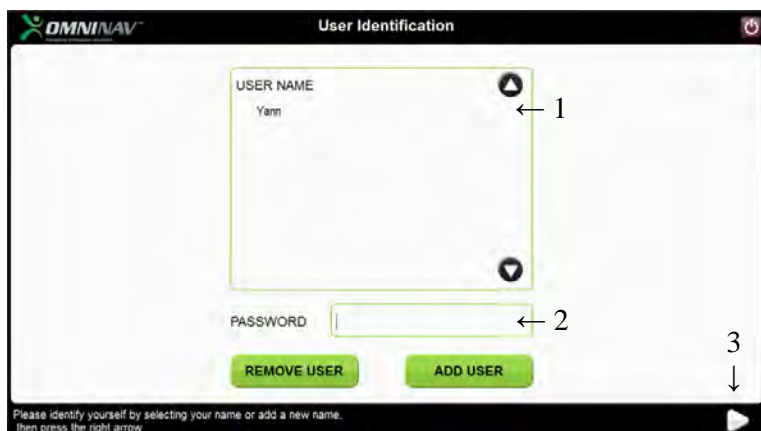 OMNINAV™
User Identification
USER NAME
Yann
← 1
PASSWORD
← 2
REMOVE USER
ADD USER
3
↓
Please identify yourself by selecting your name or add a new name,
then press the right arrow